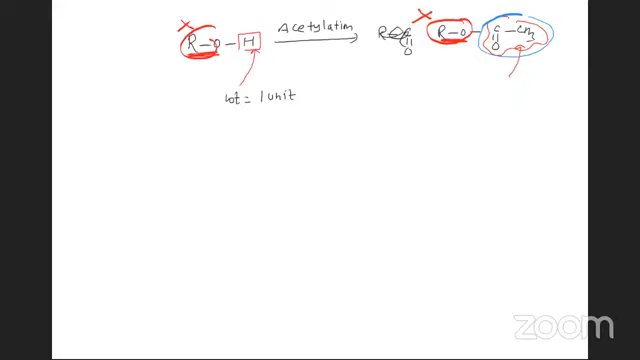 R-O-H Acetylation R-O-C-CH3
O O
wt = 1 unit
zoom